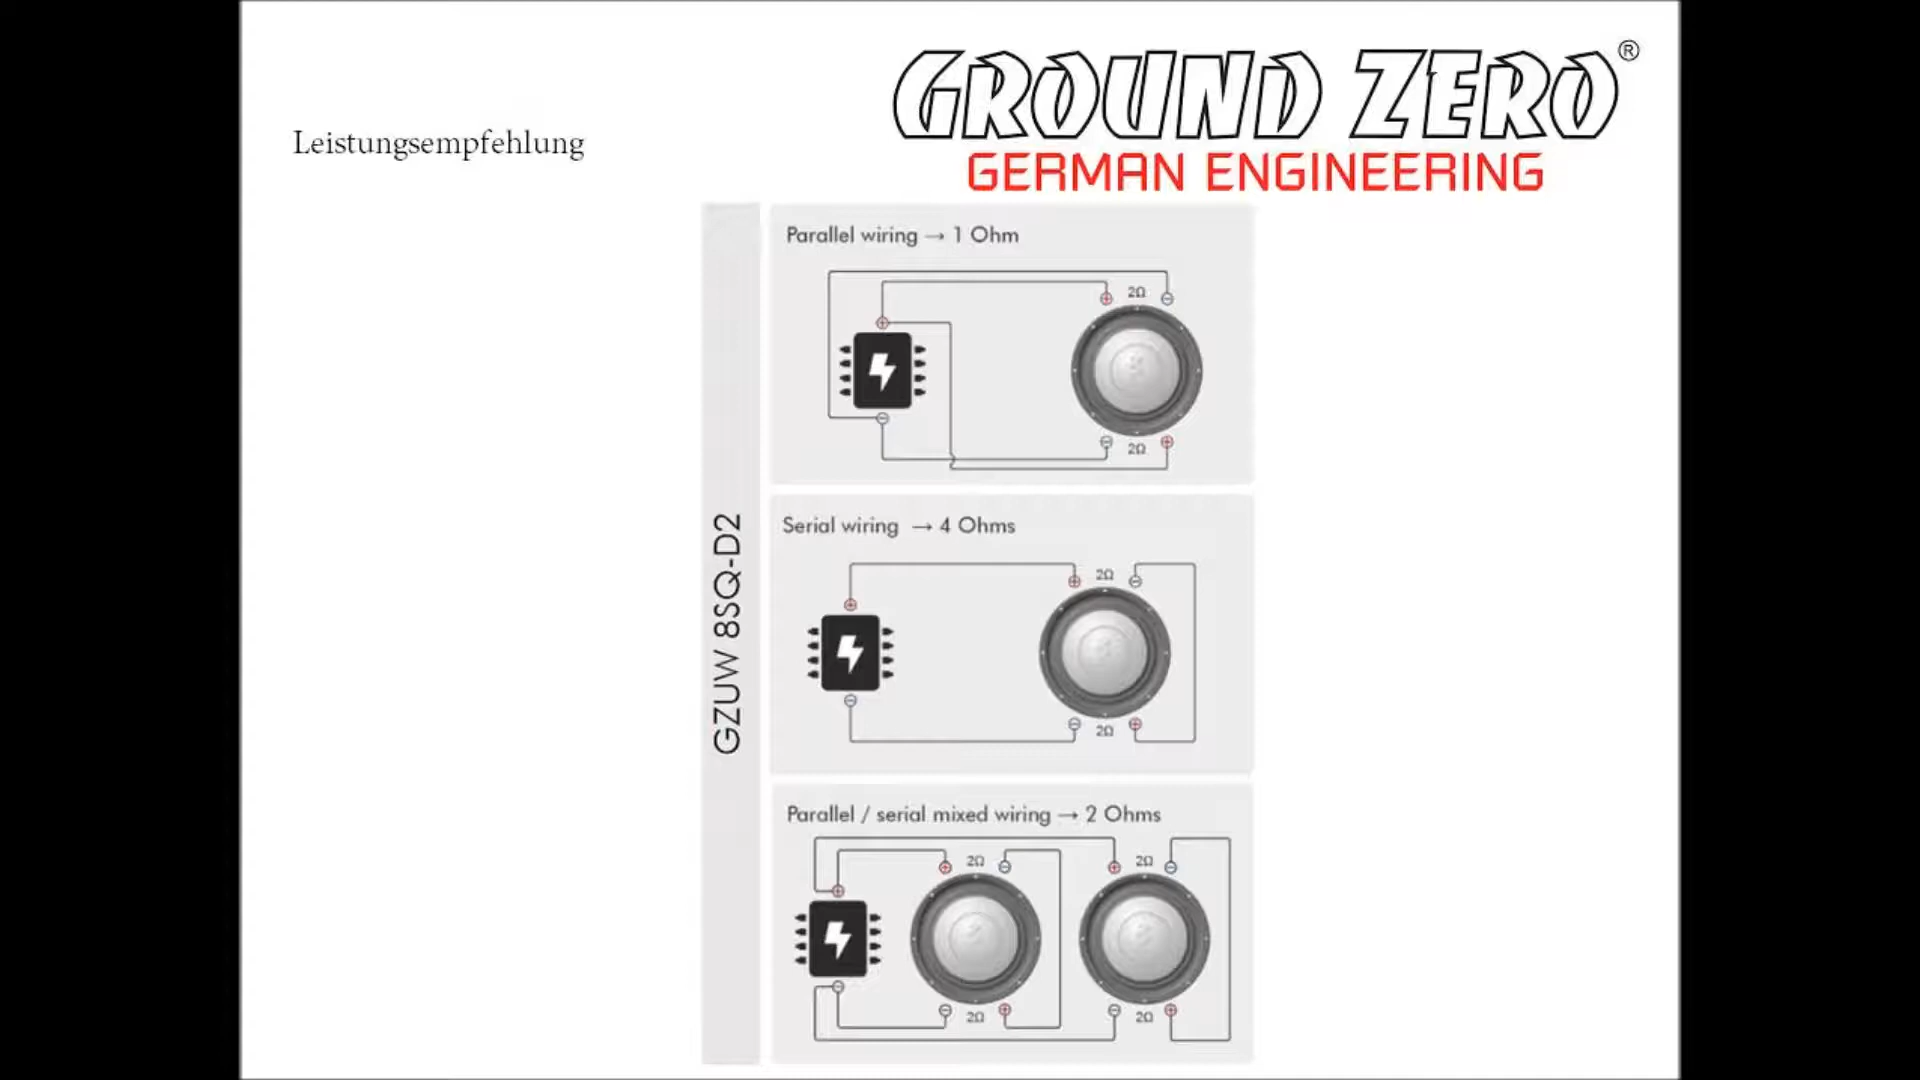 GROUND ZERO®
GERMAN ENGINEERING
Leistungsempfehlung
GZUW 8SQ-D2
Parallel wiring → 1 Ohm
2Ω
2Ω
Serial wiring → 4 Ohms
2Ω
2Ω
Parallel / serial mixed wiring → 2 Ohms
2Ω 2Ω
2Ω 2Ω